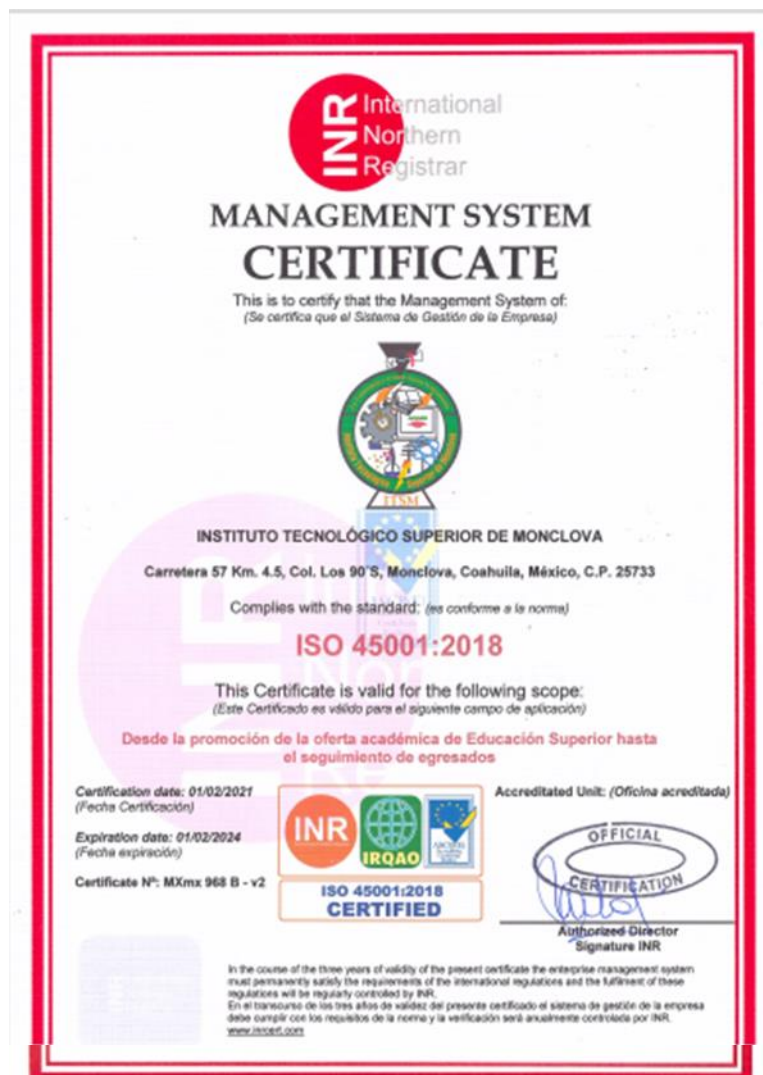 INR
International
Northern
Registrar
MANAGEMENT SYSTEM
CERTIFICATE
This is to certify that the Management System of:
(Se certifica que el Sistema de Gestión de la Empresa)
ITSM
INSTITUTO TECNOLÓGICO SUPERIOR DE MONCLOVA
Carretera 57 Km. 4.5, Col. Los 90´S, Monclova, Coahuila, México, C.P. 25733
Complies with the standard: (es conforme a la norma)
ISO 45001:2018
This Certificate is valid for the following scope:
(Este Certificado es válido para el siguiente campo de aplicación)
Desde la promoción de la oferta académica de Educación Superior hasta
el seguimiento de egresados
Certification date: 01/02/2021
(Fecha Certificación)
Expiration date: 01/02/2024
(Fecha expiración)
Certificate Nº: MXmx 968 B - v2
INR
IRQAO
ISO 45001:2018
CERTIFIED
Accreditated Unit: (Oficina acreditada)
OFFICIAL
CERTIFICATION
Authorized Director
Signature INR
In the course of the three years of validity of the present certificate the enterprise management system
must permanently satisfy the requirements of the international regulations and the fulfilment of these
regulations will be regularly controlled by INR.
En el transcurso de los tres años de validez del presente certificado el sistema de gestión de la empresa
debe cumplir con los requisitos de la norma y la verificación será anualmente controlada por INR.
www.inrcert.com